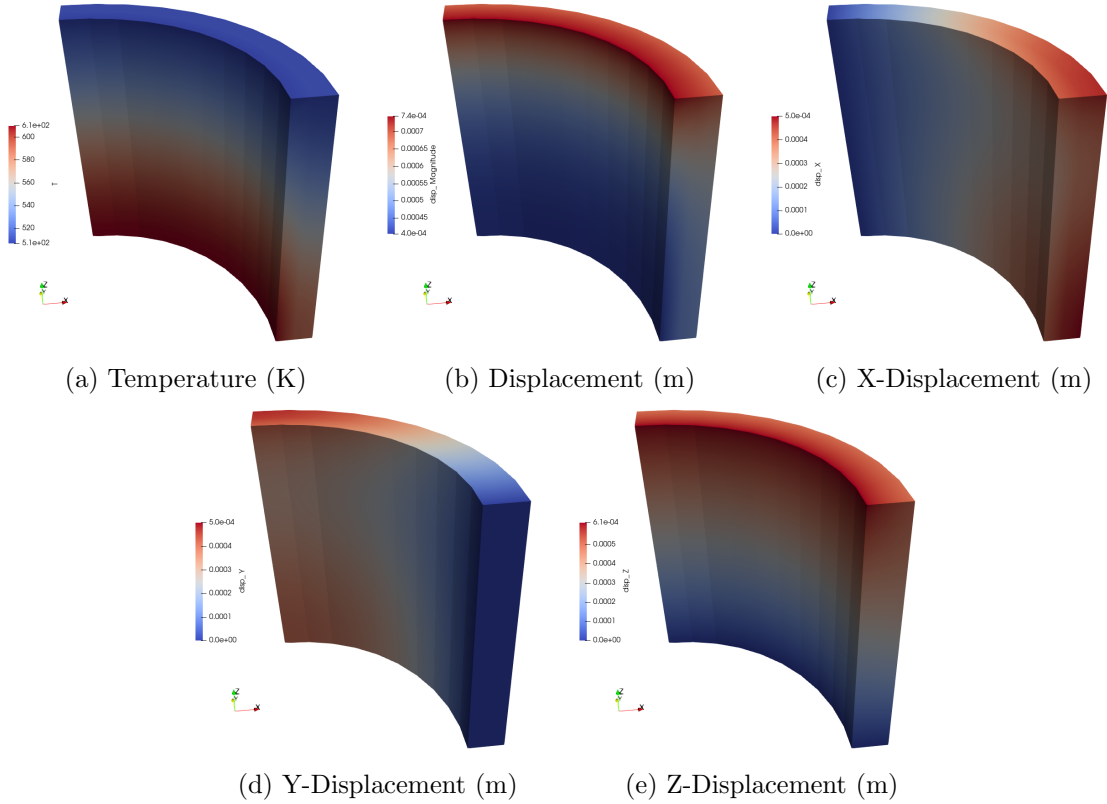 6.1e+02
600
580
560
540
520
5.1e+02
T
Z
Y
X
(a) Temperature (K)
7.4e-04
0.0007
0.00065
0.0006
0.00055
0.0005
0.00045
4.0e-04
disp_Magnitude
Z
Y
X
(b) Displacement (m)
5.0e-04
0.0004
0.0003
0.0002
0.0001
0.0e+00
disp_X
Z
Y
X
(c) X-Displacement (m)
5.0e-04
0.0004
0.0003
0.0002
0.0001
0.0e+00
disp_Y
Z
Y
X
(d) Y-Displacement (m)
6.1e-04
0.0005
0.0004
0.0003
0.0002
0.0001
0.0e+00
disp_Z
Z
Y
X
(e) Z-Displacement (m)